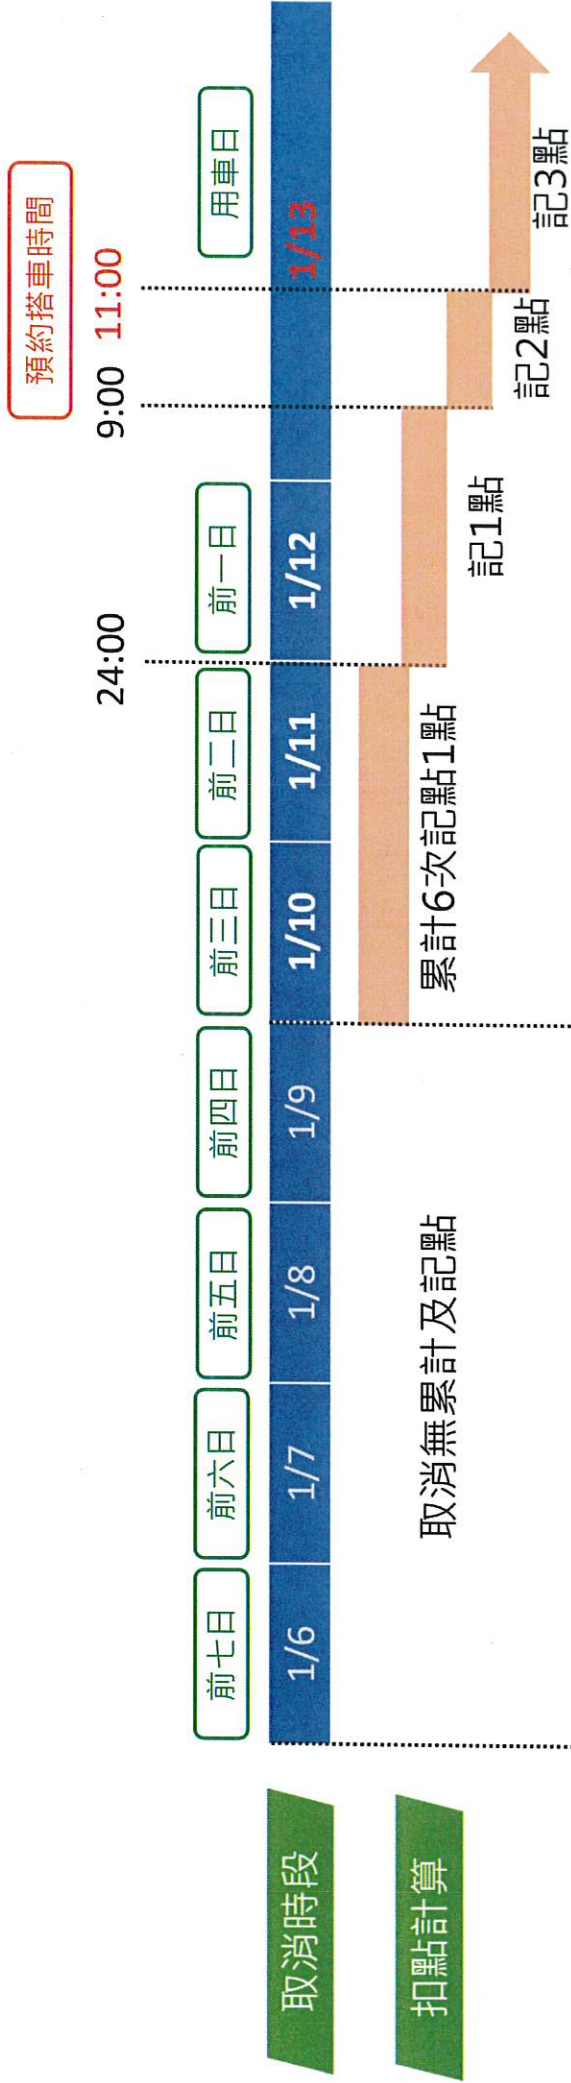 預約搭車時間
24:00
9:00
11:00
前七日
前六日
前五日
前四日
前三日
前二日
前一日
用車日
取消時段
1/6
1/7
1/8
1/9
1/10
1/11
1/12
1/13
扣點計算
取消無累計及記點
累計6次記點1點
記1點
記2點
記3點